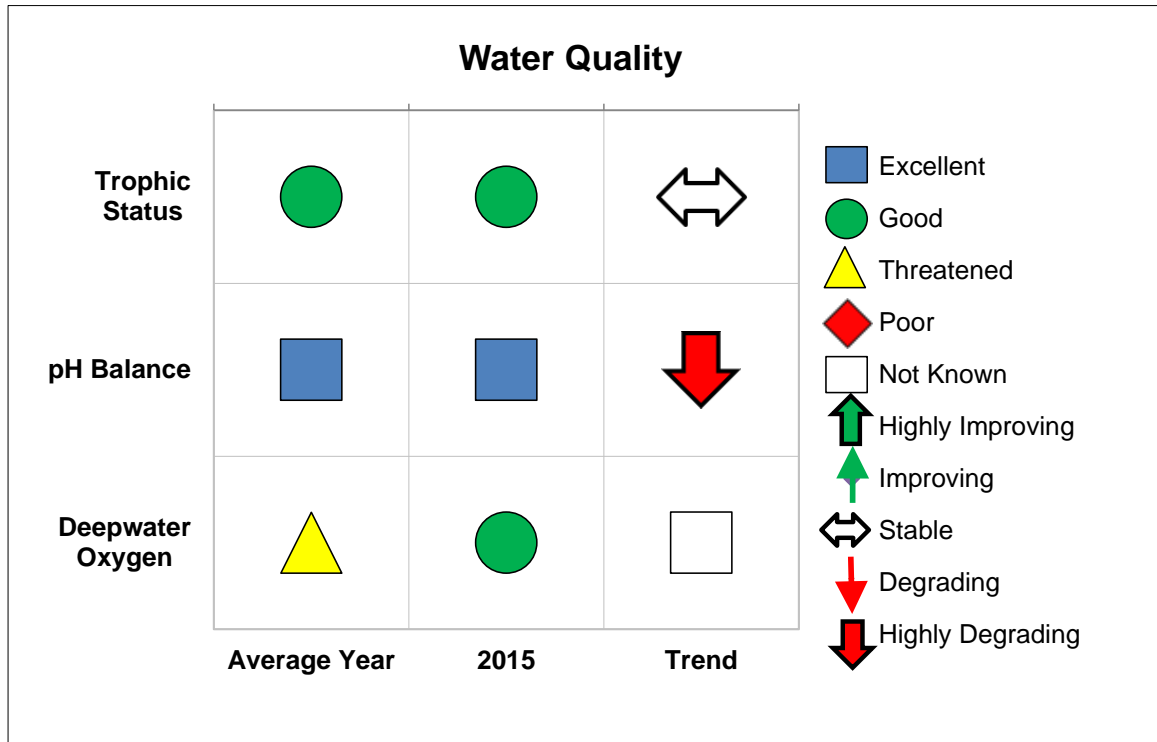 Water Quality
Trophic
Status
pH Balance
Deepwater
Oxygen
Average Year
2015
Trend
Excellent
Good
Threatened
Poor
Not Known
Highly Improving
Improving
Stable
Degrading
Highly Degrading